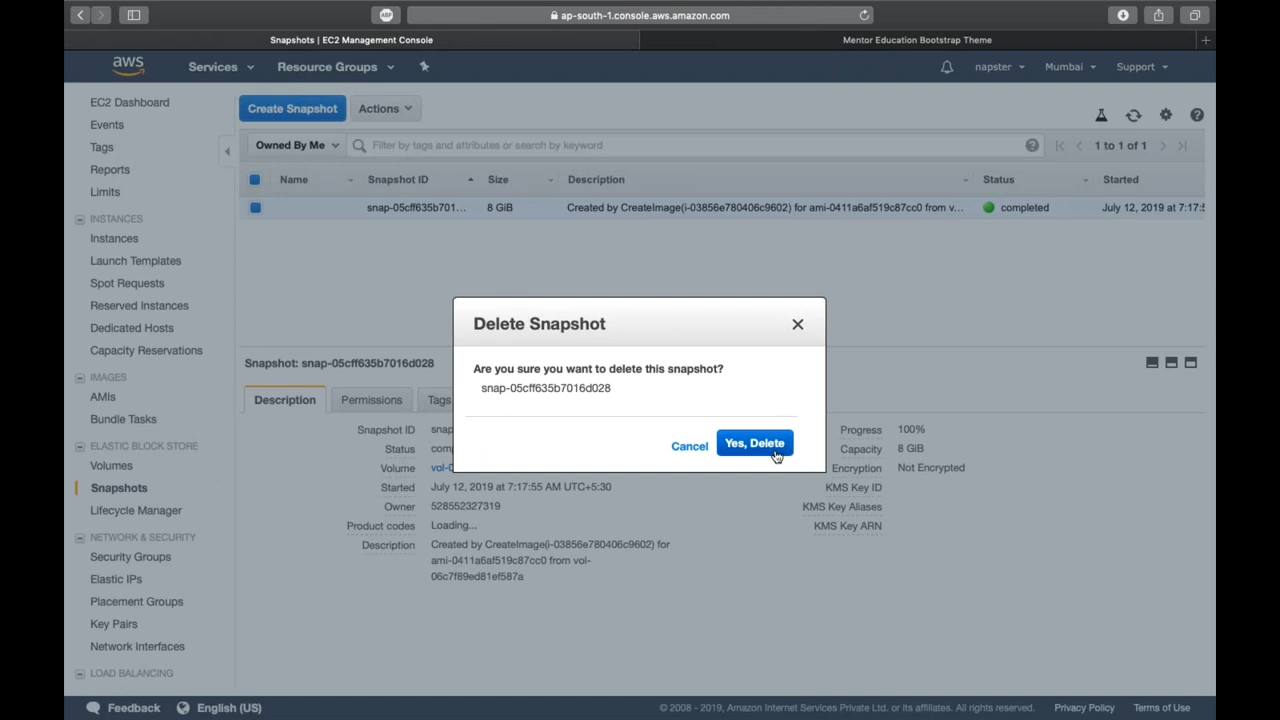 ABP
ap-south-1.console.aws.amazon.com
Snapshots | EC2 Management Console
Mentor Education Bootstrap Theme
aws
Services
Resource Groups
napster
Mumbai
Support
EC2 Dashboard
Events
Tags
Reports
Limits
INSTANCES
Instances
Launch Templates
Spot Requests
Reserved Instances
Dedicated Hosts
Capacity Reservations
IMAGES
AMIs
Bundle Tasks
ELASTIC BLOCK STORE
Volumes
Snapshots
Lifecycle Manager
NETWORK & SECURITY
Security Groups
Elastic IPs
Placement Groups
Key Pairs
Network Interfaces
LOAD BALANCING
Create Snapshot
Actions
Owned By Me
Filter by tags and attributes or search by keyword
1 to 1 of 1
Name
Snapshot ID
Size
Description
Status
Started
snap-05cff635b701...
8 GiB
Created by CreateImage(i-03856e780406c9602) for ami-0411a6af519c87cc0 from v...
completed
July 12, 2019 at 7:17:5
Delete Snapshot
Are you sure you want to delete this snapshot?
snap-05cff635b7016d028
Cancel
Yes, Delete
Snapshot: snap-05cff635b7016d028
Description
Permissions
Tags
Snapshot ID
snap
Status
comp
Volume
vol-0
Started
July 12, 2019 at 7:17:55 AM UTC+5:30
Owner
528552327319
Product codes
Loading...
Description
Created by CreateImage(i-03856e780406c9602) for
ami-0411a6af519c87cc0 from vol-
06c7f89ed81ef587a
Progress
100%
Capacity
8 GiB
Encryption
Not Encrypted
KMS Key ID
KMS Key Aliases
KMS Key ARN
Feedback
English (US)
© 2008 - 2019, Amazon Internet Services Private Ltd. or its affiliates. All rights reserved.
Privacy Policy
Terms of Use